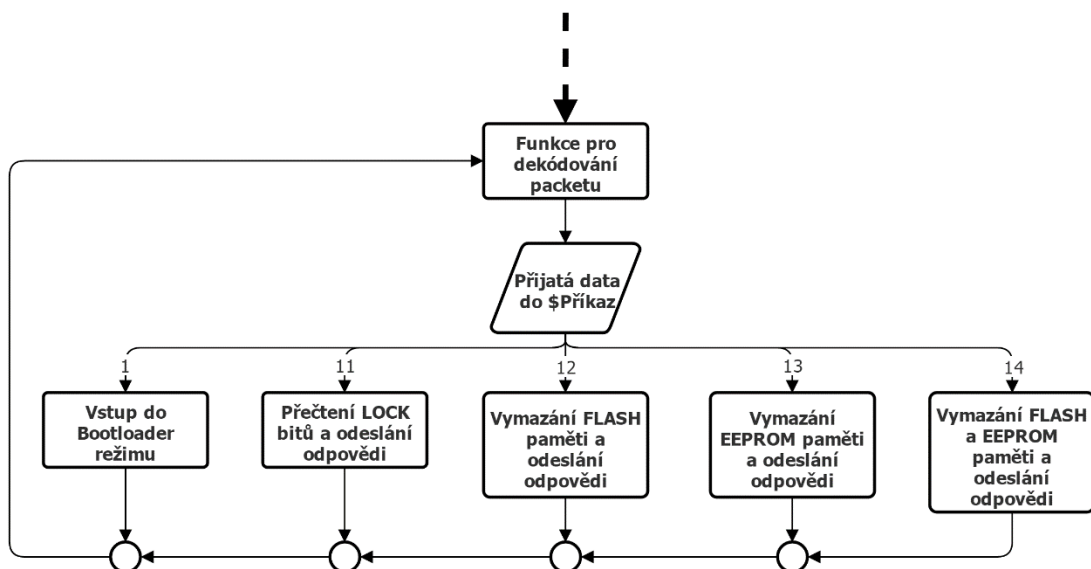 Funkce pro
dekódování
packetu
Přijatá data
do $Příkaz
1
11
12
13
14
Vstup do
Bootloader
režimu
Přečtení LOCK
bitů a odeslání
odpovědi
Vymazání FLASH
paměti a
odeslání
odpovědi
Vymazání
EEPROM paměti
a odeslání
odpovědi
Vymazání FLASH
a EEPROM
paměti a
odeslání
odpovědi